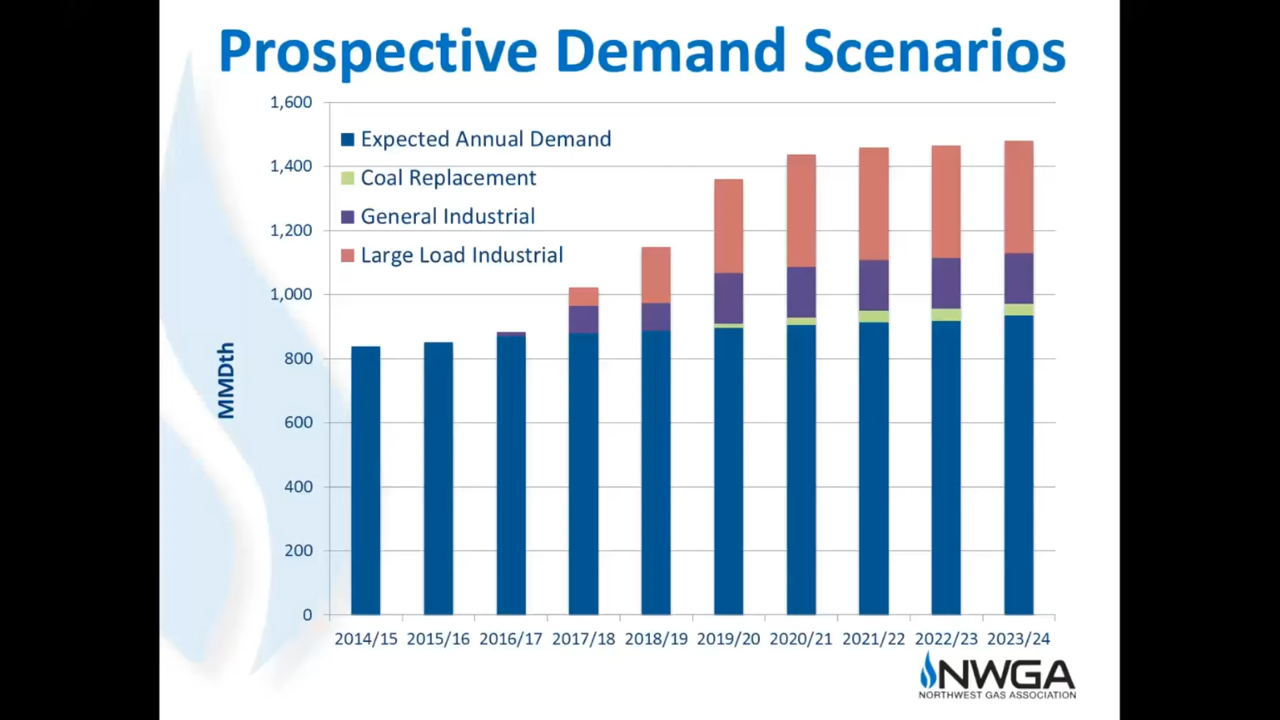 Prospective Demand Scenarios
1,600
1,400
1,200
1,000
800
600
400
200
0
MMDth
Expected Annual Demand
Coal Replacement
General Industrial
Large Load Industrial
2014/15 2015/16 2016/17 2017/18 2018/19 2019/20 2020/21 2021/22 2022/23 2023/24
NWGA
NORTHWEST GAS ASSOCIATION